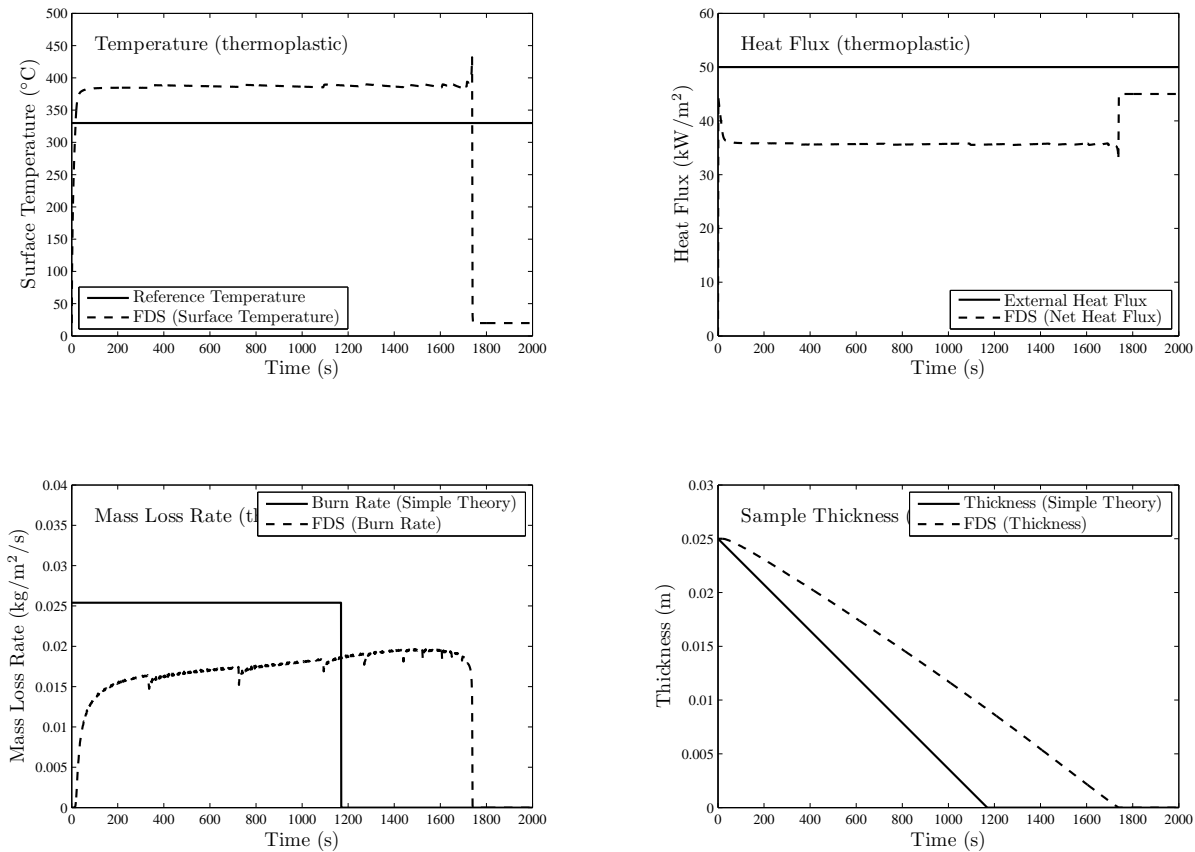 Temperature (thermoplastic)
500
450
400
350
300
250
200
150
100
50
0
Surface Temperature (°C)
Reference Temperature
FDS (Surface Temperature)
0 200 400 600 800 1000 1200 1400 1600 1800 2000
Time (s)
Heat Flux (thermoplastic)
60
50
40
30
20
10
0
Heat Flux (kW/m²)
External Heat Flux
FDS (Net Heat Flux)
0 200 400 600 800 1000 1200 1400 1600 1800 2000
Time (s)
Mass Loss Rate (t
Burn Rate (Simple Theory)
FDS (Burn Rate)
0.04
0.035
0.03
0.025
0.02
0.015
0.01
0.005
0
Mass Loss Rate (kg/m²/s)
0 200 400 600 800 1000 1200 1400 1600 1800 2000
Time (s)
Sample Thickness (
Thickness (Simple Theory)
FDS (Thickness)
0.03
0.025
0.02
0.015
0.01
0.005
0
Thickness (m)
0 200 400 600 800 1000 1200 1400 1600 1800 2000
Time (s)